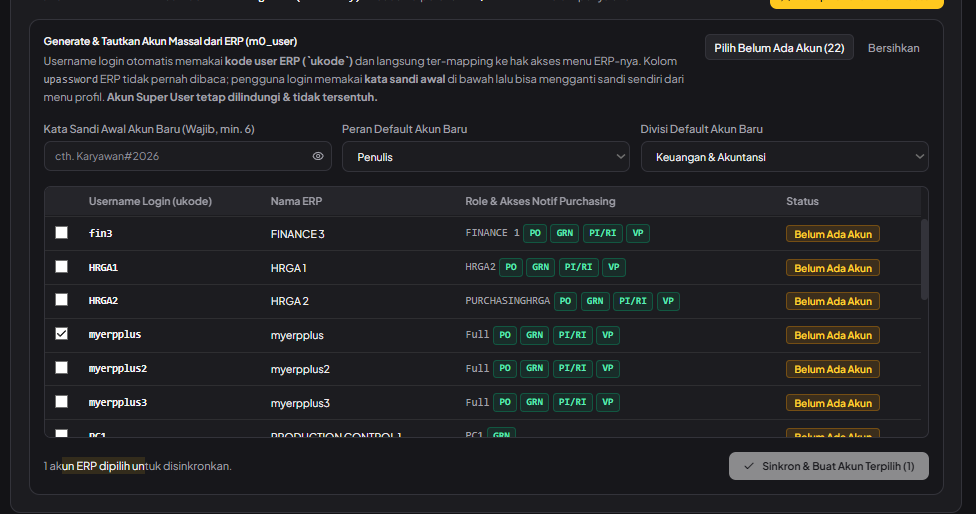 Generate & Tautkan Akun Massal dari ERP (m0_user)
Pilih Belum Ada Akun (22)
Bersihkan
Username login otomatis memakai kode user ERP (`ukode`) dan langsung ter-mapping ke hak akses menu ERP-nya. Kolom
upassword ERP tidak pernah dibaca; pengguna login memakai kata sandi awal di bawah lalu bisa mengganti sandi sendiri dari
menu profil. Akun Super User tetap dilindungi & tidak tersentuh.
Kata Sandi Awal Akun Baru (Wajib, min. 6)
Peran Default Akun Baru
Divisi Default Akun Baru
cth. Karyawan#2026
Penulis
Keuangan & Akuntansi
Username Login (ukode) Nama ERP Role & Akses Notif Purchasing Status
fin3 FINANCE 3 FINANCE 1 PO GRN PI/RI VP Belum Ada Akun
HRGA1 HRGA 1 HRGA2 PO GRN PI/RI VP Belum Ada Akun
HRGA2 HRGA 2 PURCHASINGHRGA PO GRN PI/RI VP Belum Ada Akun
myerpplus myerpplus Full PO GRN PI/RI VP Belum Ada Akun
myerpplus2 myerpplus2 Full PO GRN PI/RI VP Belum Ada Akun
myerpplus3 myerpplus3 Full PO GRN PI/RI VP Belum Ada Akun
PC1 PRODUCTION CONTROL 1 PC1 GRN Belum Ada Akun
1 akun ERP dipilih untuk disinkronkan.
Sinkron & Buat Akun Terpilih (1)